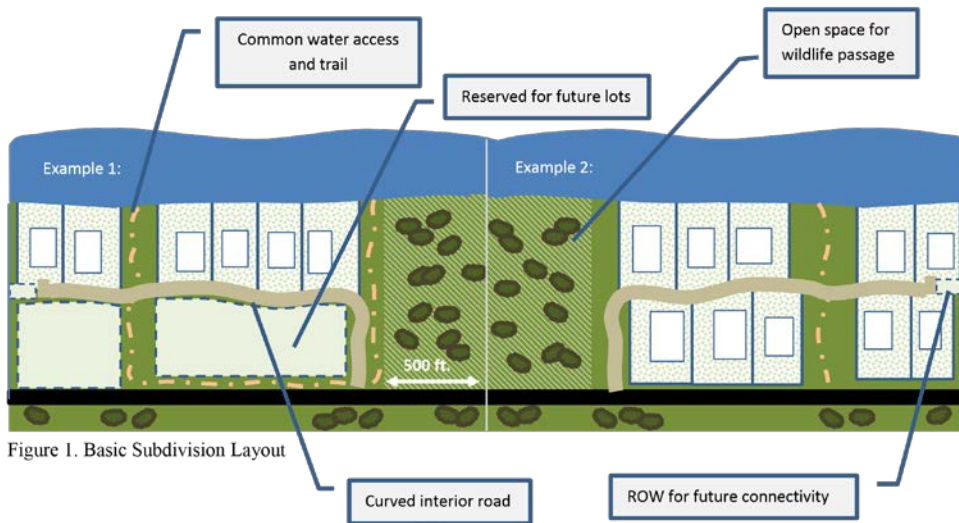 Common water access
and trail
Open space for
wildlife passage
Reserved for future lots
Example 1:
Example 2:
500 ft.
Figure 1. Basic Subdivision Layout
Curved interior road
ROW for future connectivity